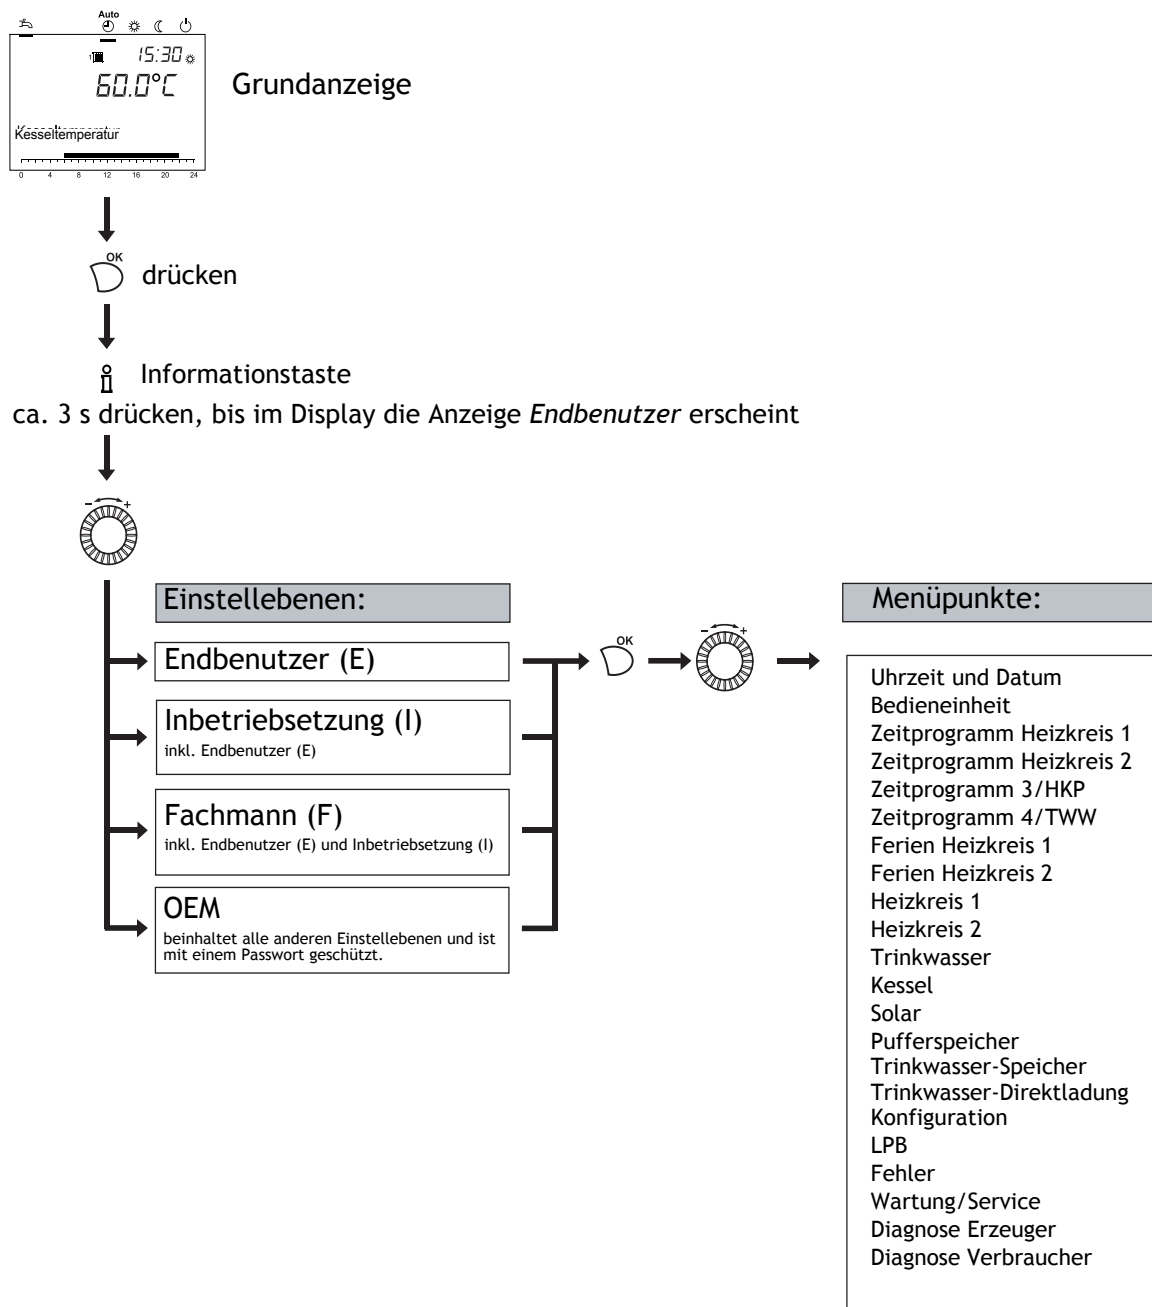 Auto
15:30
60.0°C
Grundanzeige
Kesseltemperatur
0 4 8 12 16 20 24
OK
drücken
Informationstaste
ca. 3 s drücken, bis im Display die Anzeige Endbenutzer erscheint
- +
Einstellebenen:
Endbenutzer (E)
Inbetriebsetzung (I)
inkl. Endbenutzer (E)
Fachmann (F)
inkl. Endbenutzer (E) und Inbetriebsetzung (I)
OEM
beinhaltet alle anderen Einstellebenen und ist
mit einem Passwort geschützt.
OK
- +
Menüpunkte:
Uhrzeit und Datum
Bedieneinheit
Zeitprogramm Heizkreis 1
Zeitprogramm Heizkreis 2
Zeitprogramm 3/HKP
Zeitprogramm 4/TWW
Ferien Heizkreis 1
Ferien Heizkreis 2
Heizkreis 1
Heizkreis 2
Trinkwasser
Kessel
Solar
Pufferspeicher
Trinkwasser-Speicher
Trinkwasser-Direktladung
Konfiguration
LPB
Fehler
Wartung/Service
Diagnose Erzeuger
Diagnose Verbraucher